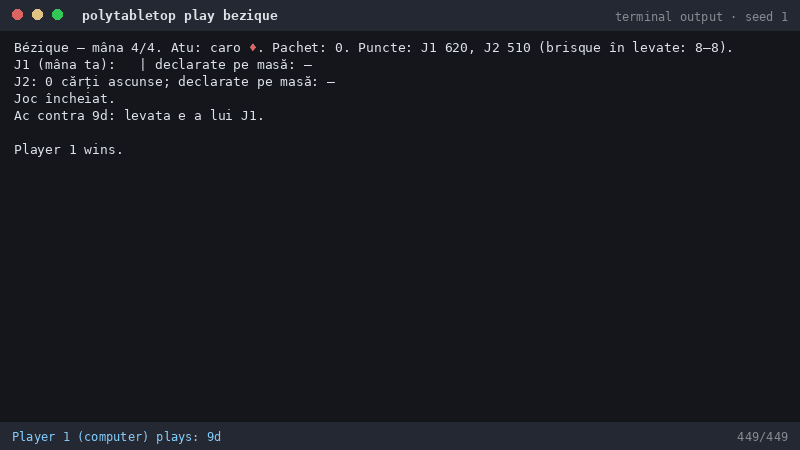 polytabletop play bezique
terminal output · seed 1
Bézique — mâna 4/4. Atu: caro ♦. Pachet: 0. Puncte: J1 620, J2 510 (brisque în levate: 8–8).
J1 (mâna ta):   | declarate pe masă: —
J2: 0 cărți ascunse; declarate pe masă: —
Joc încheiat.
Ac contra 9d: levata e a lui J1.
Player 1 wins.
Player 1 (computer) plays: 9d
449/449